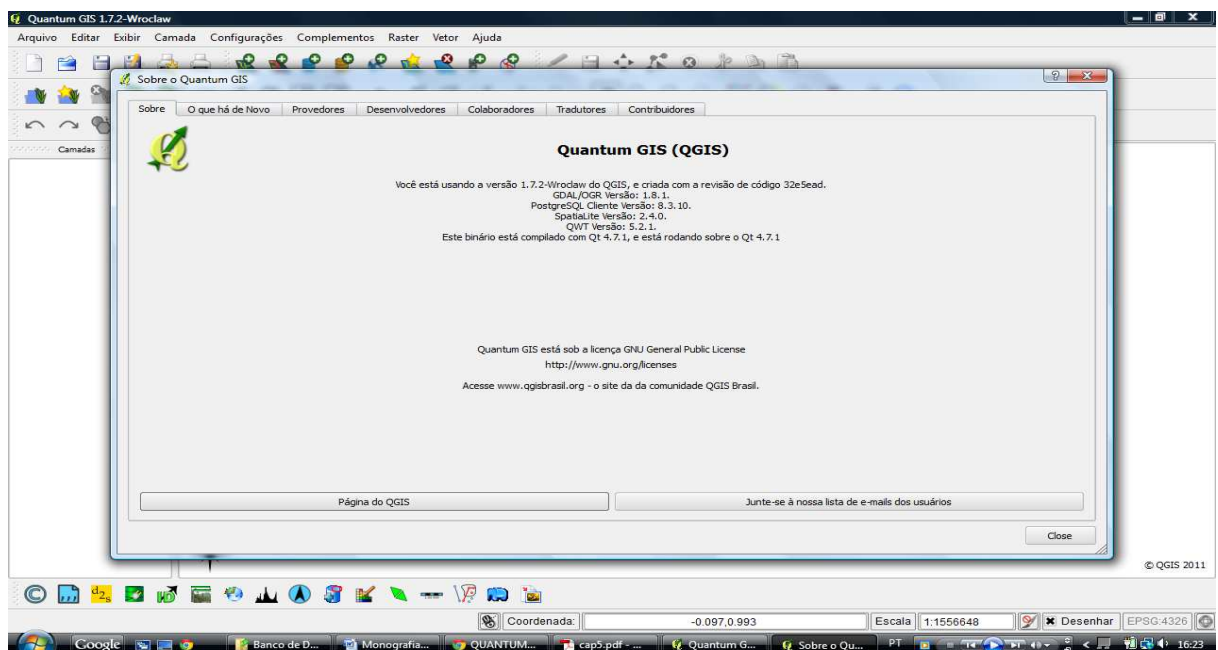 Quantum GIS 1.7.2-Wroclaw
Arquivo Editar Exibir Camada Configurações Complementos Raster Vetor Ajuda
Sobre o Quantum GIS
Sobre O que há de Novo Provedores Desenvolvedores Colaboradores Tradutores Contribuidores
Camadas
Quantum GIS (QGIS)
Você está usando a versão 1.7.2-Wroclaw do QGIS, e criada com a revisão de código 32e5ead.
GDAL/OGR Versão: 1.8.1.
PostgreSQL Cliente Versão: 8.3.10.
SpatiaLite Versão: 2.4.0.
QWT Versão: 5.2.1.
Este binário está compilado com Qt 4.7.1, e está rodando sobre o Qt 4.7.1
Quantum GIS está sob a licença GNU General Public License
http://www.gnu.org/licenses
Acesse www.qgisbrasil.org - o site da da comunidade QGIS Brasil.
Página do QGIS
Junte-se à nossa lista de e-mails dos usuários
Close
© QGIS 2011
Coordenada: -0.097,0.993 Escala 1:1556648 Desenhar EPSG:4326
Google Banco de D... Monografia... QUANTUM... cap5.pdf - ... Quantum G... Sobre o Qu... PT 16:23